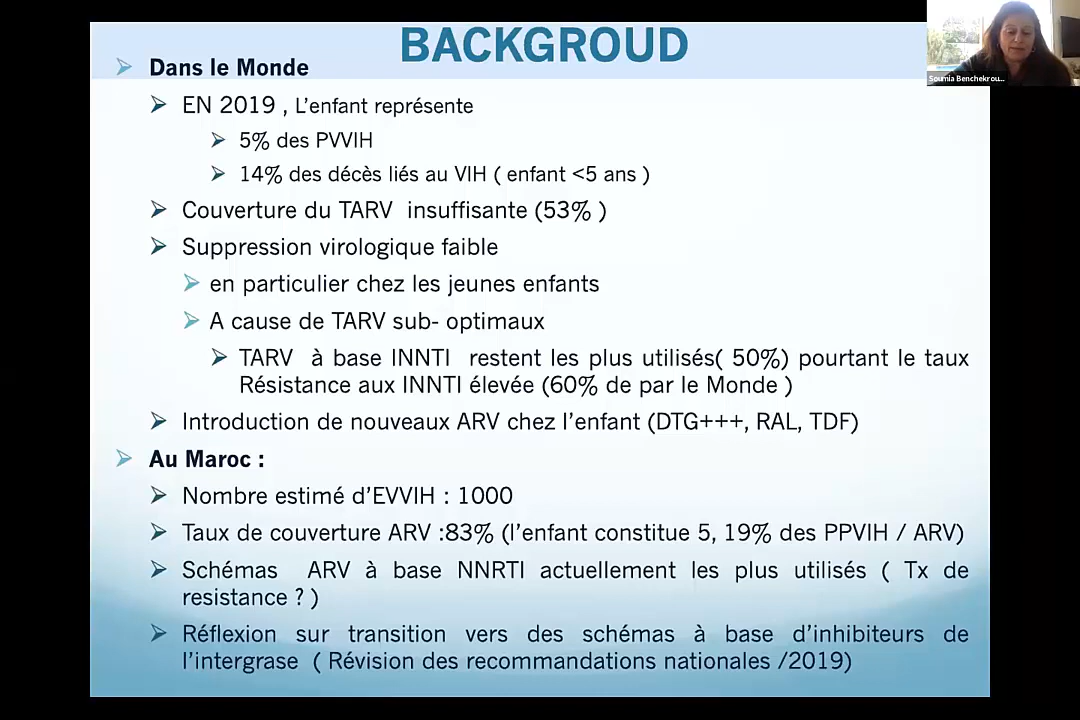 BACKGROUD
Dans le Monde
EN 2019 , L'enfant représente
5% des PVVIH
14% des décès liés au VIH ( enfant <5 ans )
Couverture du TARV insuffisante (53% )
Suppression virologique faible
en particulier chez les jeunes enfants
A cause de TARV sub- optimaux
TARV à base INNTI restent les plus utilisés( 50%) pourtant le taux
Résistance aux INNTI élevée (60% de par le Monde )
Introduction de nouveaux ARV chez l'enfant (DTG+++, RAL, TDF)
Au Maroc :
Nombre estimé d'EVVIH : 1000
Taux de couverture ARV :83% (l'enfant constitue 5, 19% des PPVIH / ARV)
Schémas ARV à base NNRTI actuellement les plus utilisés ( Tx de
resistance ? )
Réflexion sur transition vers des schémas à base d'inhibiteurs de
l'intergrase ( Révision des recommandations nationales /2019)
Soumia Benchekrou...